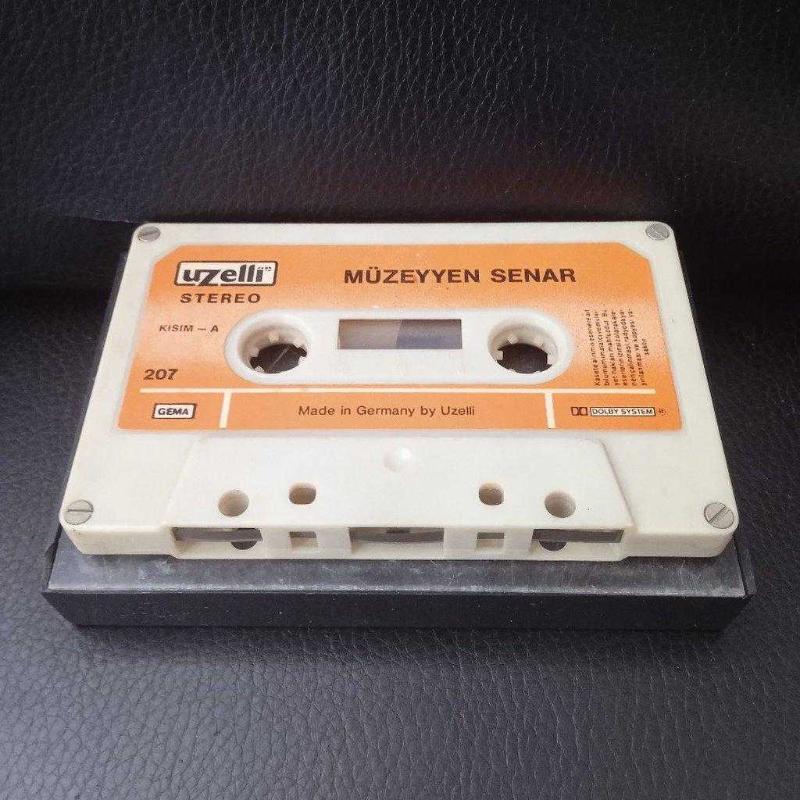 uzelli
STEREO
MÜZEYYEN SENAR
KISIM – A
207
GEMA
Made in Germany by Uzelli
DOLBY SYSTEM